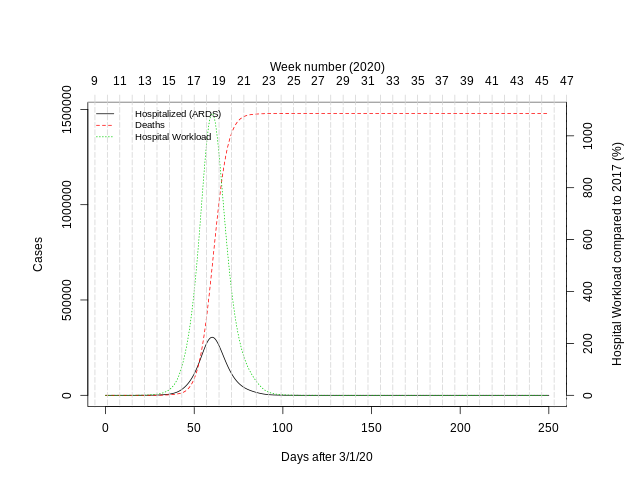 Week number (2020)
9 11 13 15 17 19 21 23 25 27 29 31 33 35 37 39 41 43 45 47
Hospitalized (ARDS)
Deaths
Hospital Workload
1500000
1000000
500000
0
Cases
1000
800
600
400
200
0
Hospital Workload compared to 2017 (%)
0 50 100 150 200 250
Days after 3/1/20